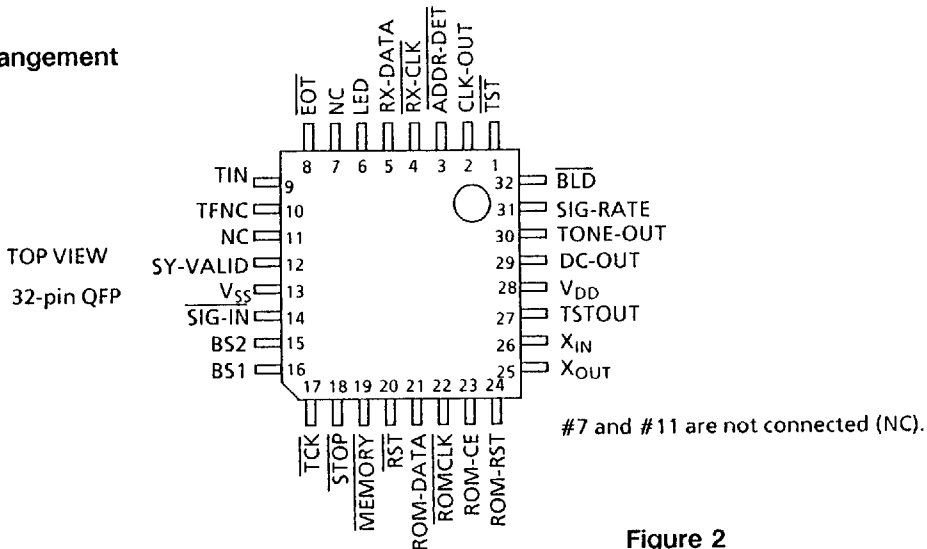 angement
EOT
NC
LED
RX-DATA
RX-CLK
ADDR-DET
CLK-OUT
TST
8 7 6 5 4 3 2 1
TIN 9
TFNC 10
NC 11
SY-VALID 12
VSS 13
SIG-IN 14
BS2 15
BS1 16
TOP VIEW
32-pin QFP
32 BLD
31 SIG-RATE
30 TONE-OUT
29 DC-OUT
28 VDD
27 TSTOUT
26 XIN
25 XOUT
17 18 19 20 21 22 23 24
TCK
STOP
MEMORY
RST
ROM-DATA
ROMCLK
ROM-CE
ROM-RST
#7 and #11 are not connected (NC).
Figure 2